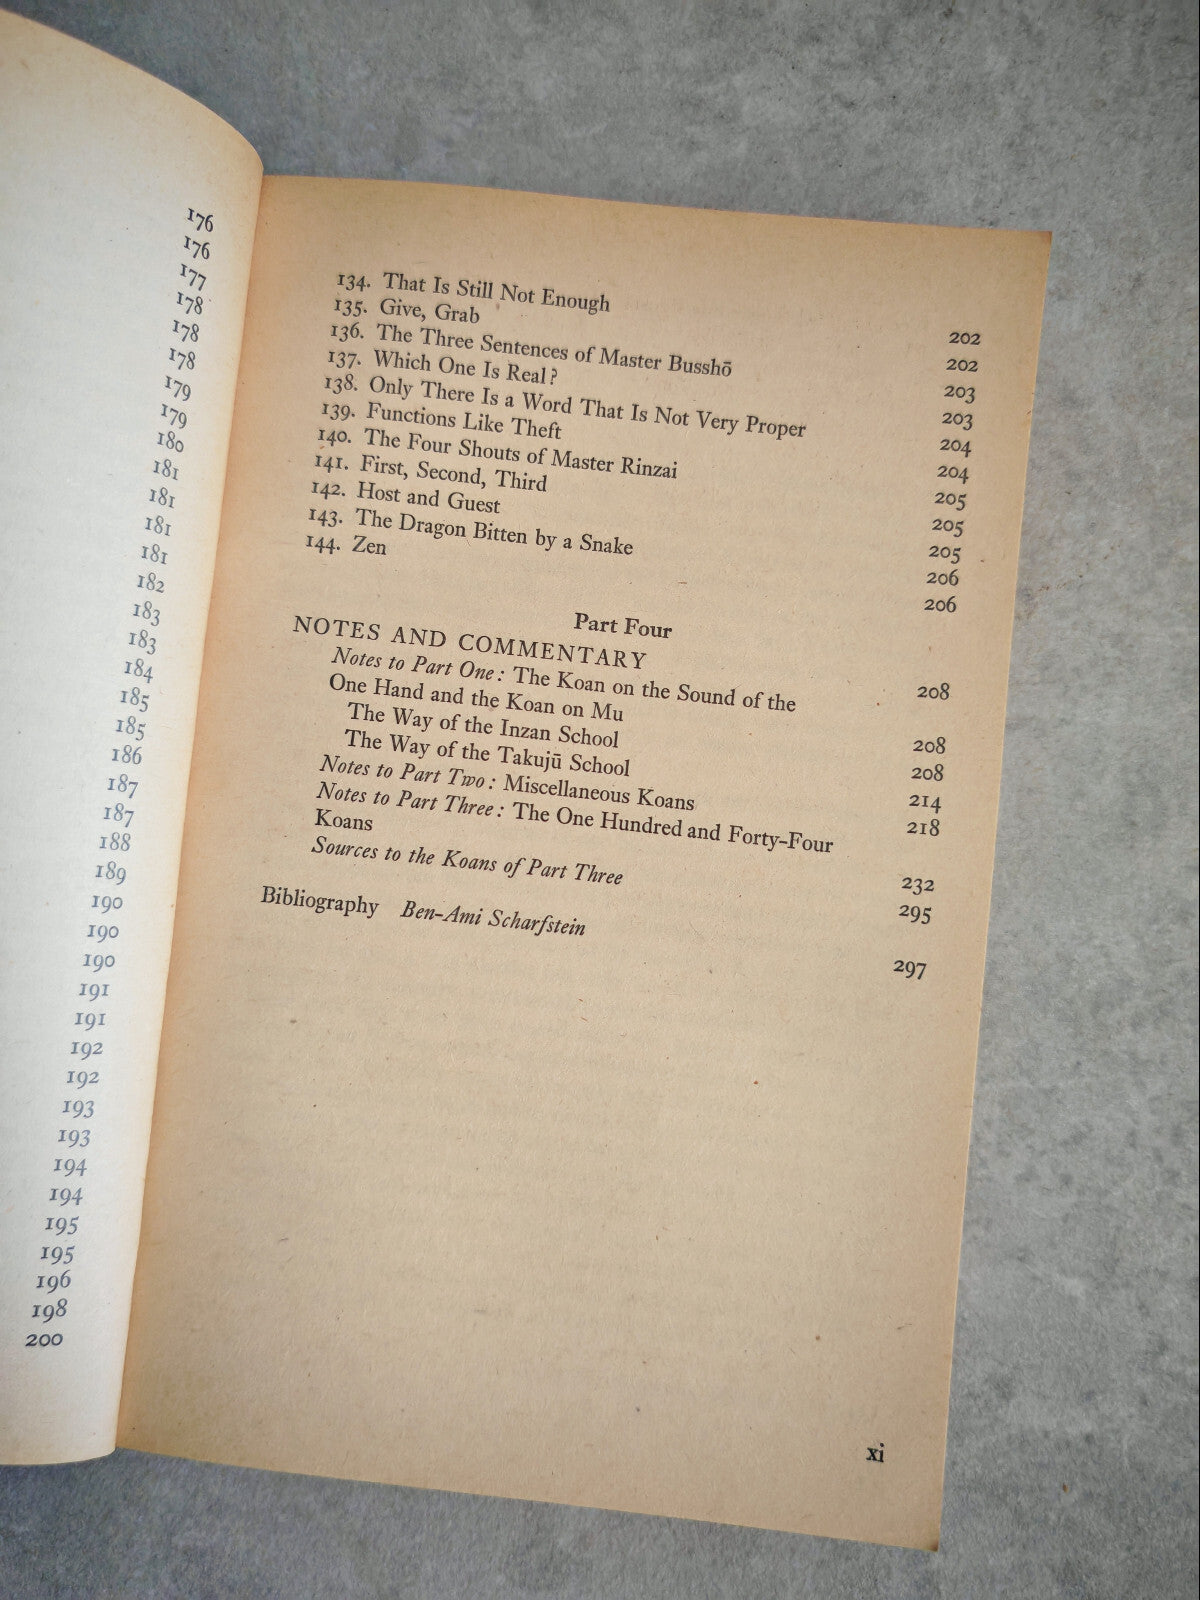 176
176
177
178
178
178
179
179
180
181
181
181
181
182
183
183
184
185
185
186
187
187
188
189
190
190
190
191
191
192
192
193
193
194
194
195
195
196
198
200
134. That Is Still Not Enough 202
135. Give, Grab 202
136. The Three Sentences of Master Busshō 203
137. Which One Is Real? 203
138. Only There Is a Word That Is Not Very Proper 204
139. Functions Like Theft 204
140. The Four Shouts of Master Rinzai 205
141. First, Second, Third 205
142. Host and Guest 205
143. The Dragon Bitten by a Snake 206
144. Zen 206
Part Four
NOTES AND COMMENTARY 208
Notes to Part One: The Koan on the Sound of the
One Hand and the Koan on Mu 208
The Way of the Inzan School 208
The Way of the Takujū School 214
Notes to Part Two: Miscellaneous Koans 218
Notes to Part Three: The One Hundred and Forty-Four
Koans 232
Sources to the Koans of Part Three 295
Bibliography Ben-Ami Scharfstein 297
xi